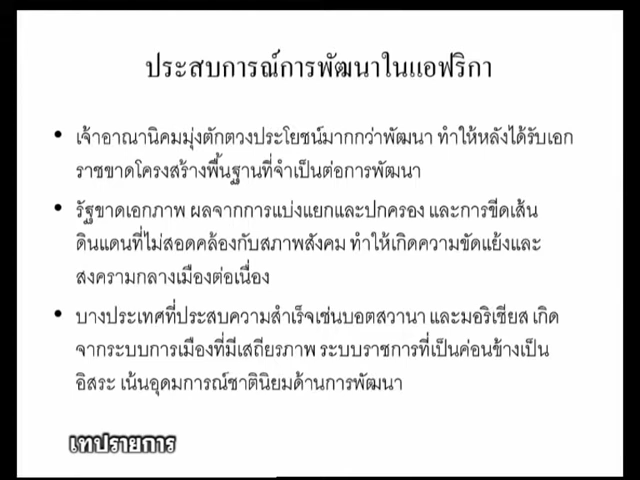 ประสบการณ์การพัฒนาในแอฟริกา
• เจ้าอาณานิคมมุ่งตักตวงประโยชน์มากกว่าพัฒนา ทำให้หลังได้รับเอก
ราชขาดโครงสร้างพื้นฐานที่จำเป็นต่อการพัฒนา
• รัฐขาดเอกภาพ ผลจากการแบ่งแยกและปกครอง และการขีดเส้น
ดินแดนที่ไม่สอดคล้องกับสภาพสังคม ทำให้เกิดความขัดแย้งและ
สงครามกลางเมืองต่อเนื่อง
• บางประเทศที่ประสบความสำเร็จเช่นบอตสวานา และมอริเชียส เกิด
จากระบบการเมืองที่มีเสถียรภาพ ระบบราชการที่เป็นค่อนข้างเป็น
อิสระ เน้นอุดมการณ์ชาตินิยมด้านการพัฒนา
เทปรายการ